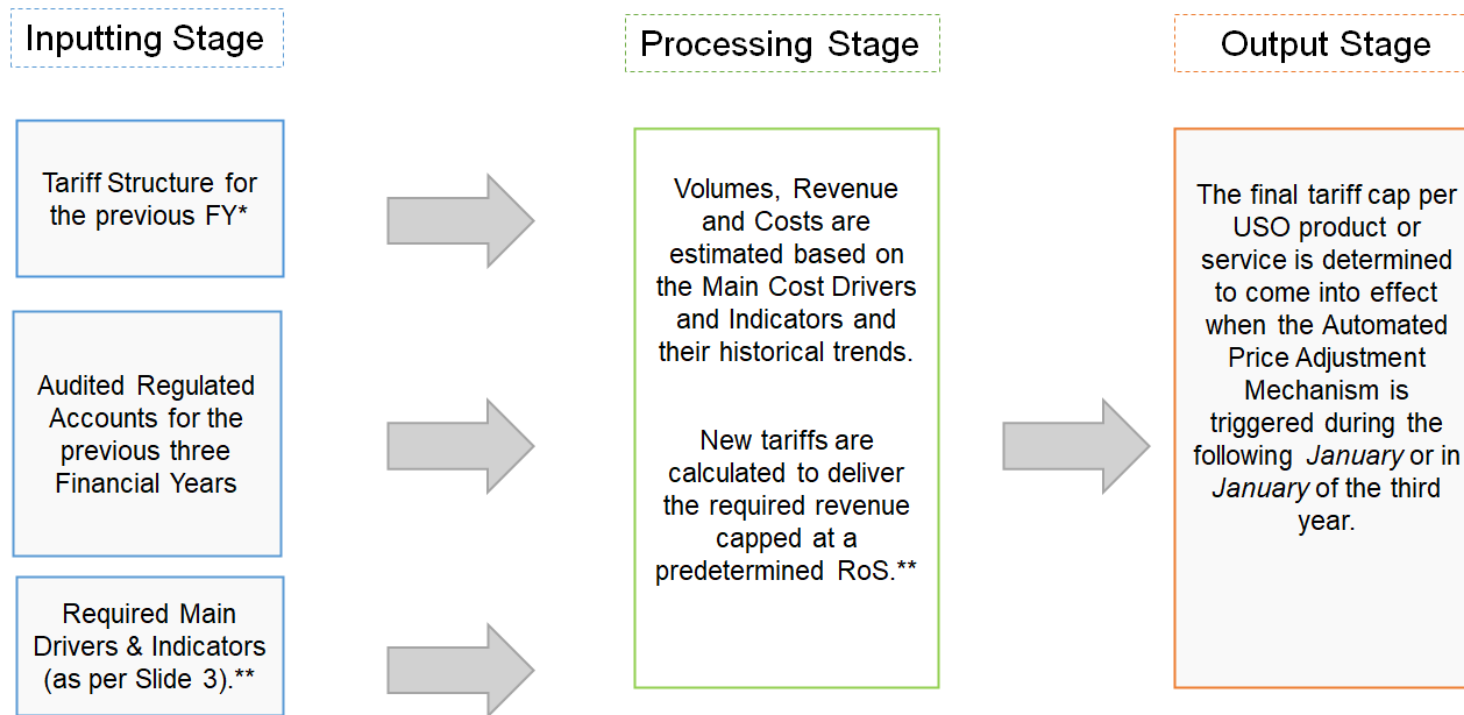 Inputting Stage
Tariff Structure for
the previous FY*
Audited Regulated
Accounts for the
previous three
Financial Years
Required Main
Drivers & Indicators
(as per Slide 3).**
Processing Stage
Volumes, Revenue
and Costs are
estimated based on
the Main Cost Drivers
and Indicators and
their historical trends.
New tariffs are
calculated to deliver
the required revenue
capped at a
predetermined RoS.**
Output Stage
The final tariff cap per
USO product or
service is determined
to come into effect
when the Automated
Price Adjustment
Mechanism is
triggered during the
following January or in
January of the third
year.